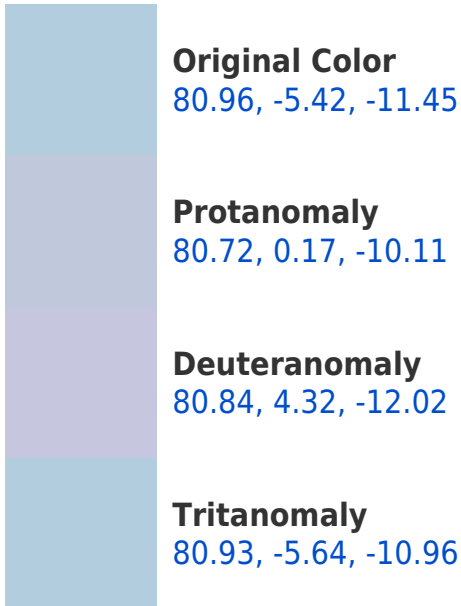 Original Color
80.96, -5.42, -11.45
Protanomaly
80.72, 0.17, -10.11
Deuteranomaly
80.84, 4.32, -12.02
Tritanomaly
80.93, -5.64, -10.96